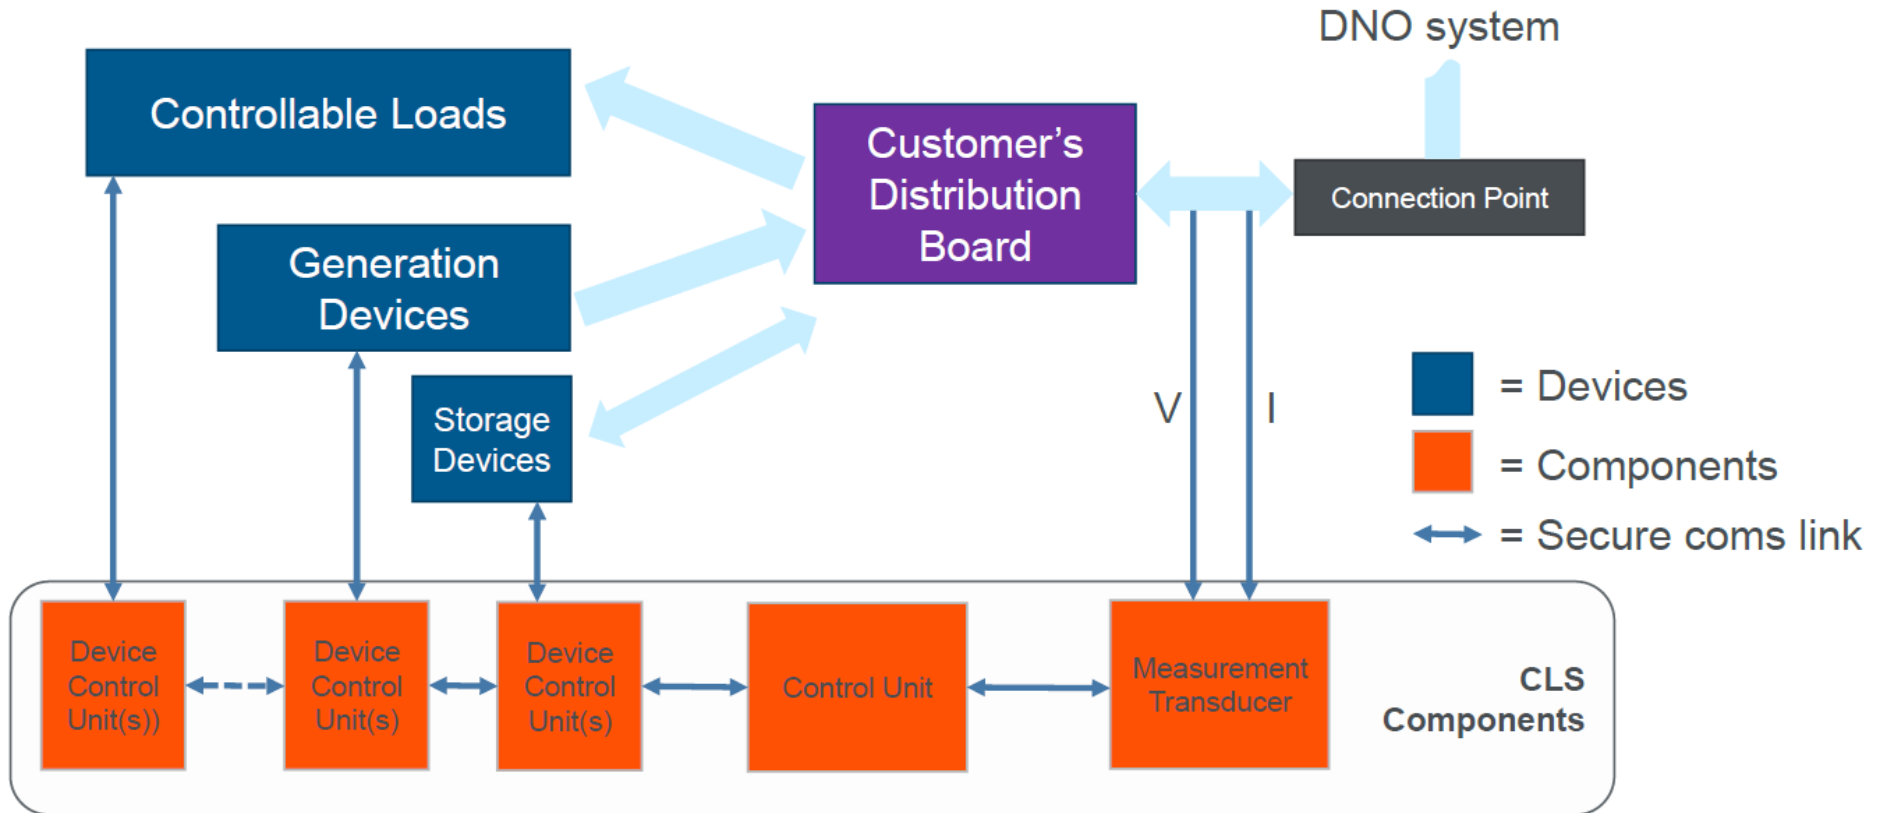 DNO system
Controllable Loads
Customer’s
Distribution
Board
Connection Point
Generation
Devices
Storage
Devices
V
I
= Devices
= Components
= Secure coms link
Device
Control
Unit(s))
Device
Control
Unit(s)
Device
Control
Unit(s)
Control Unit
Measurement
Transducer
CLS
Components